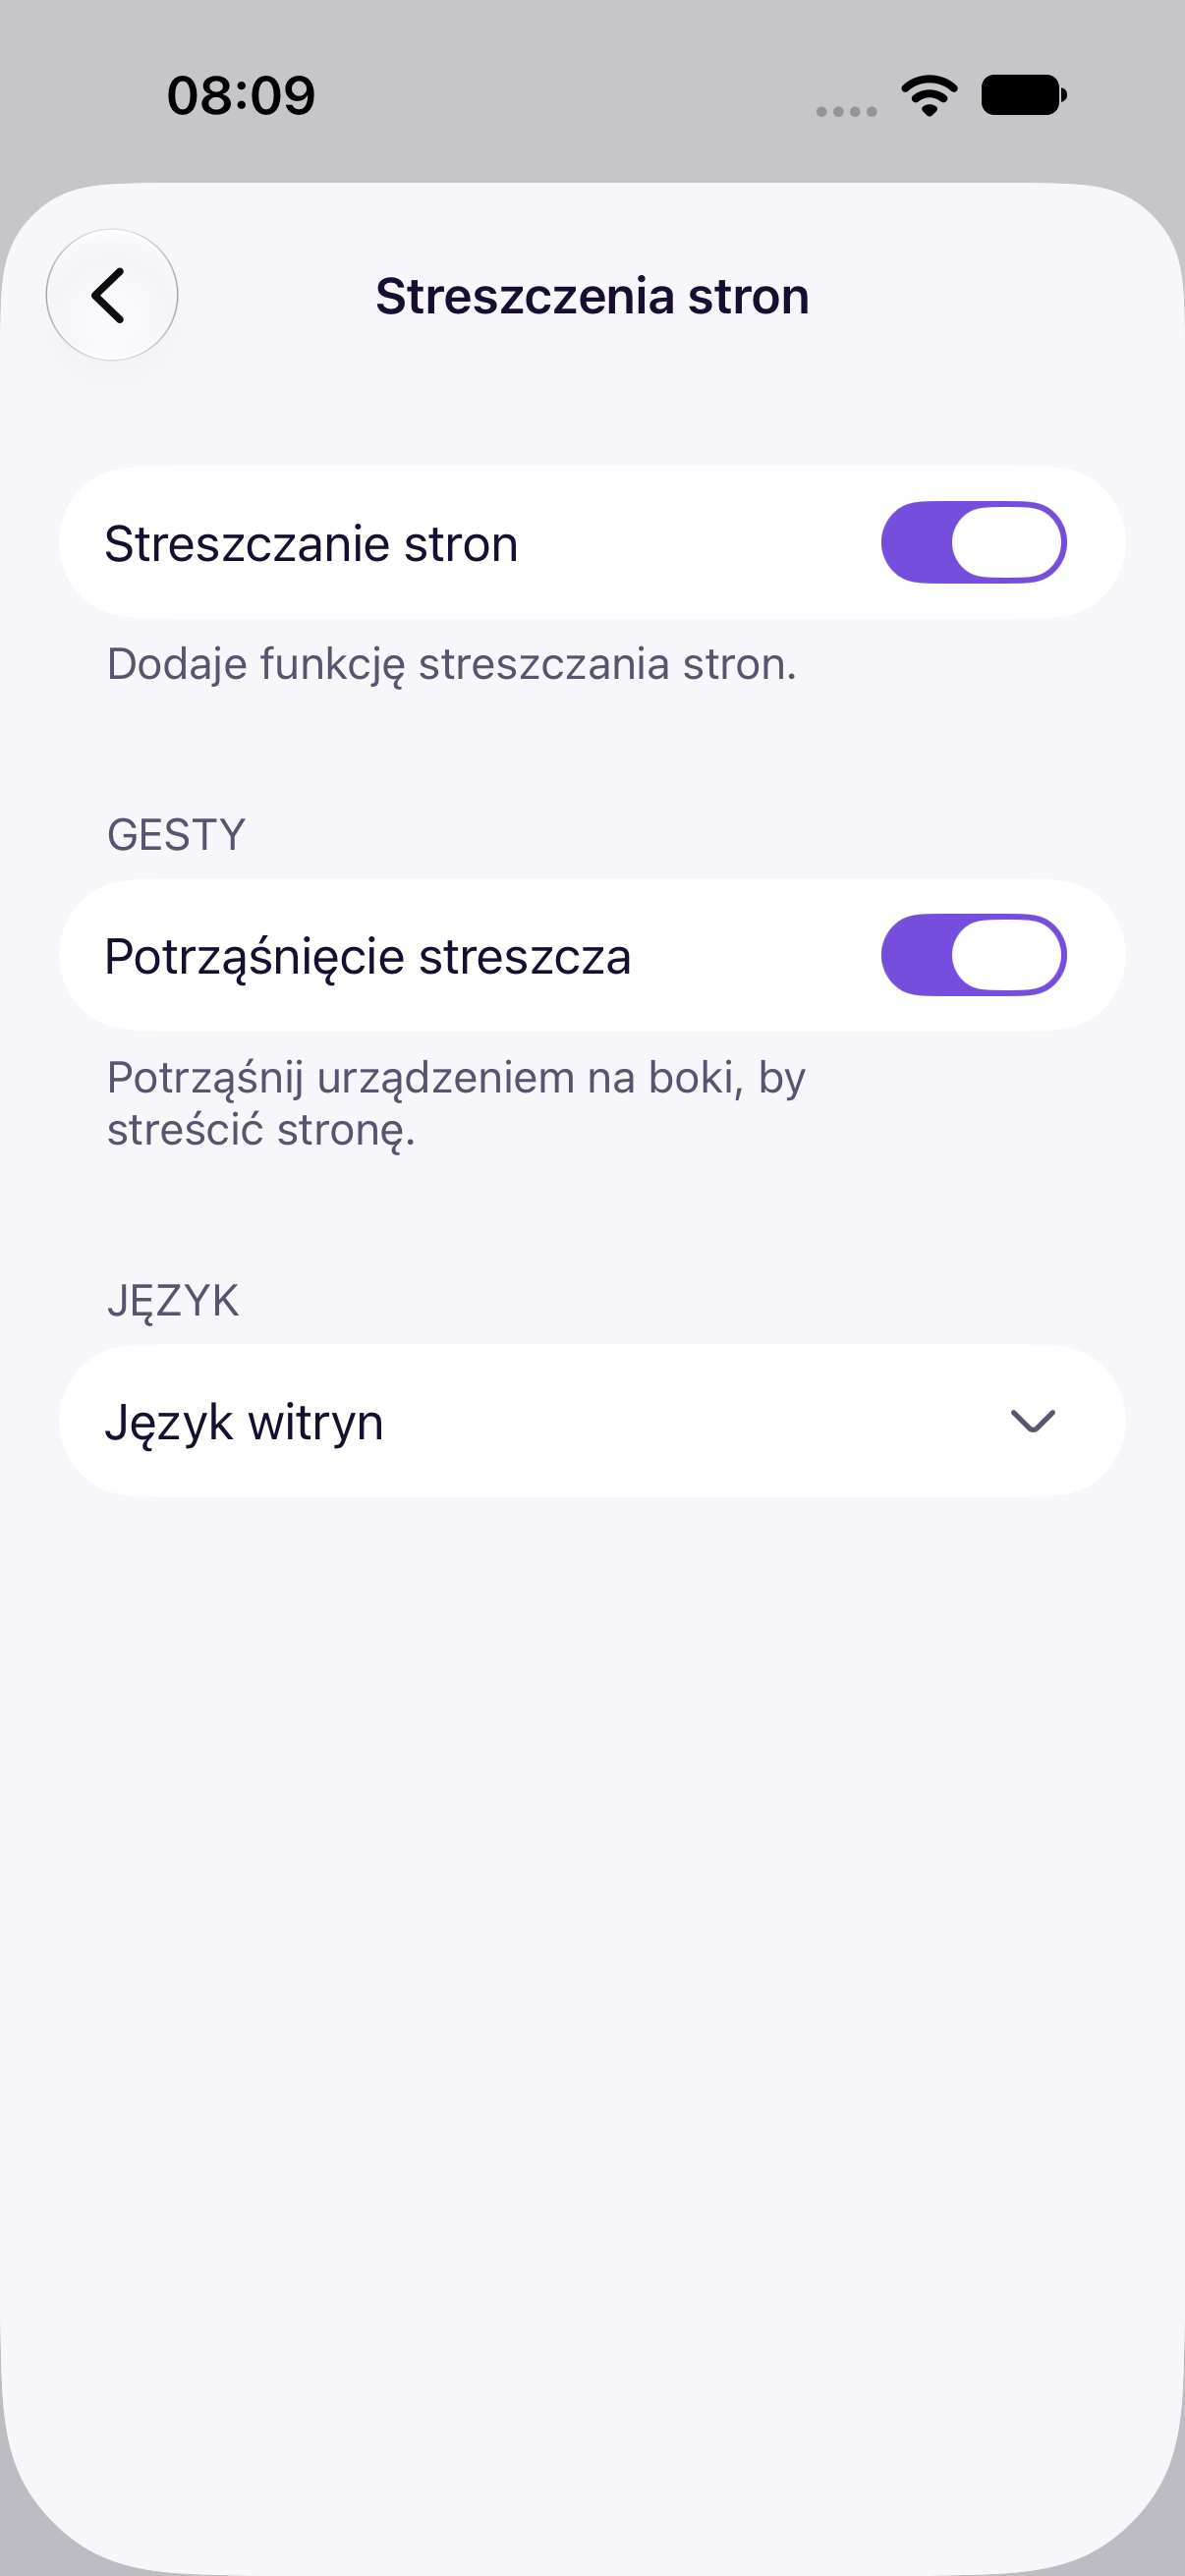 08:09
Streszczenia stron
Streszczanie stron
Dodaje funkcję streszczania stron.
GESTY
Potrząśnięcie streszcza
Potrząśnij urządzeniem na boki, by
streścić stronę.
JĘZYK
Język witryn